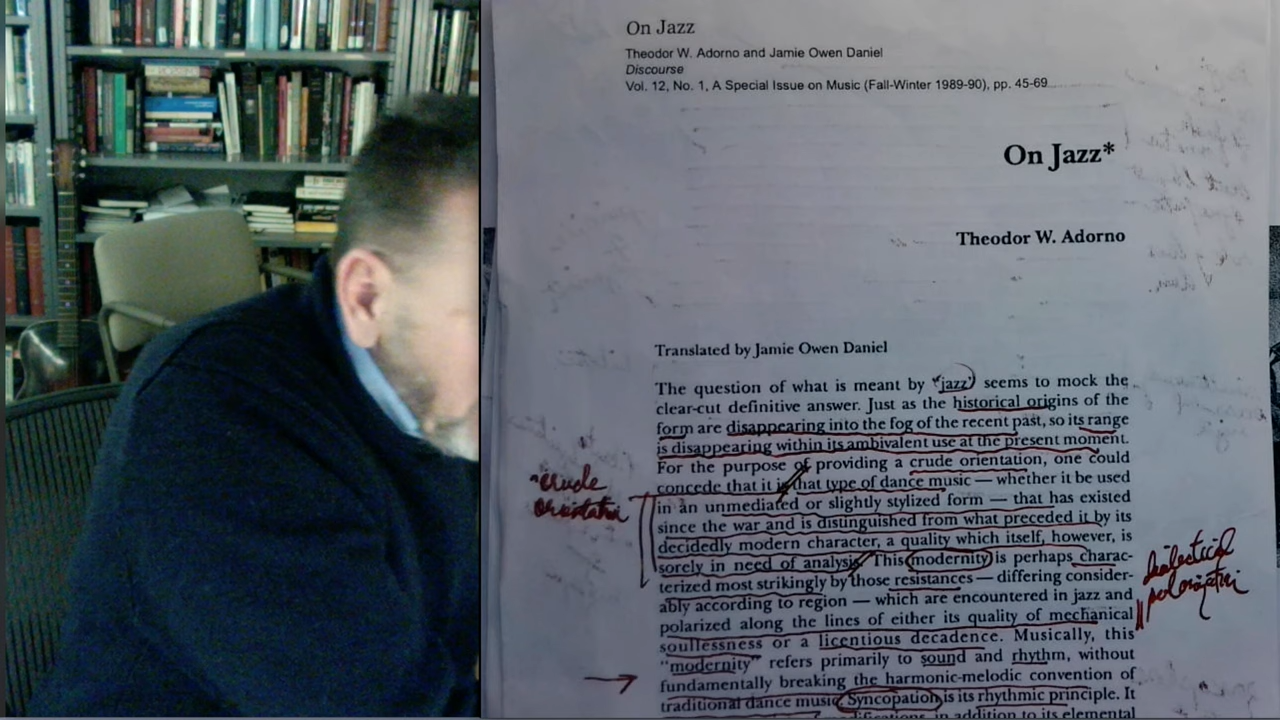 On Jazz
Theodor W. Adorno and Jamie Owen Daniel
Discourse
Vol. 12, No. 1, A Special Issue on Music (Fall-Winter 1989-90), pp. 45-69
On Jazz*
Theodor W. Adorno
Translated by Jamie Owen Daniel
The question of what is meant by "jazz" seems to mock the
clear-cut definitive answer. Just as the historical origins of the
form are disappearing into the fog of the recent past, so its range
is disappearing within its ambivalent use at the present moment.
For the purpose of providing a crude orientation, one could
concede that it is that type of dance music — whether it be used
in an unmediated or slightly stylized form — that has existed
since the war and is distinguished from what preceded it by its
decidedly modern character, a quality which itself, however, is
sorely in need of analysis. This modernity is perhaps charac-
terized most strikingly by those resistances — differing consider-
ably according to region — which are encountered in jazz and
polarized along the lines of either its quality of mechanical
soullessness or a licentious decadence. Musically, this
"modernity" refers primarily to sound and rhythm, without
fundamentally breaking the harmonic-melodic convention of
traditional dance music. Syncopation is its rhythmic principle. It
modifications, in addition to its elemental
crude
orientation
dialectical